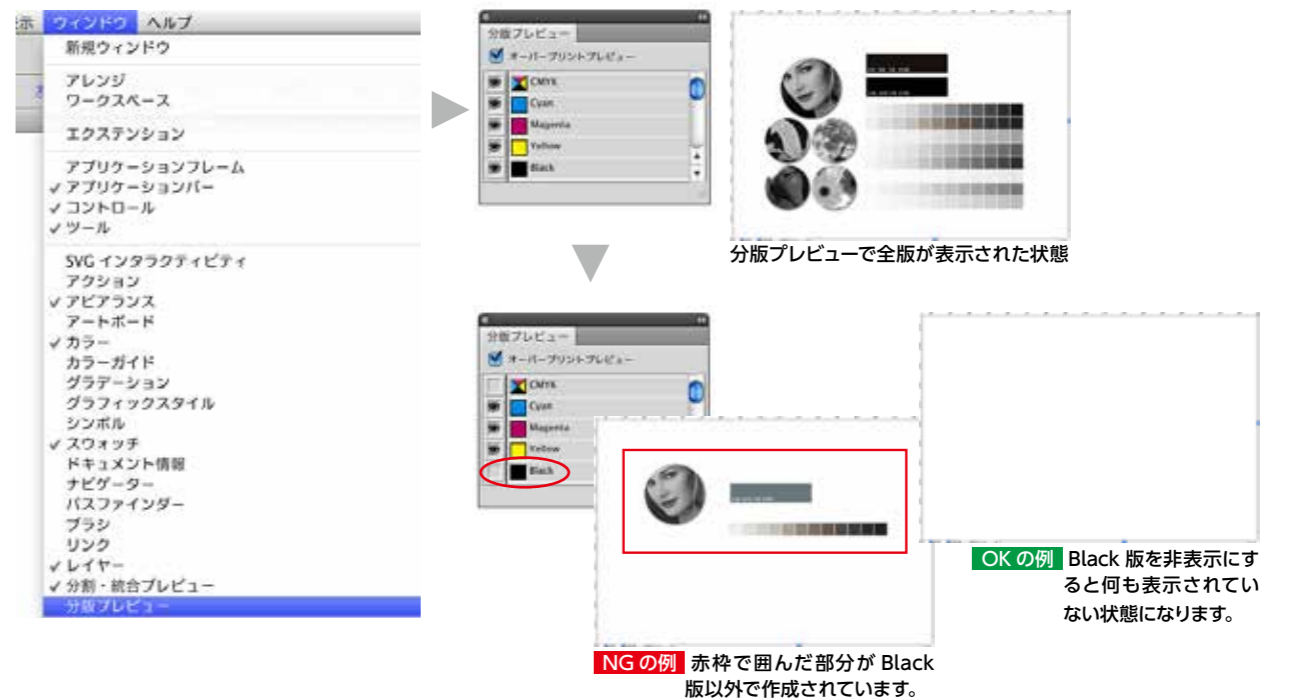 示 ウィンドウ ヘルプ
新規ウィンドウ
アレンジ
ワークスペース
エクステンション
アプリケーションフレーム
✓ アプリケーションバー
✓ コントロール
✓ ツール
SVG インタラクティビティ
アクション
✓ アピアランス
アートボード
✓ カラー
カラーガイド
グラデーション
グラフィックスタイル
シンボル
✓ スウォッチ
ドキュメント情報
ナビゲーター
パスファインダー
ブラシ
リンク
✓ レイヤー
✓ 分割・統合プレビュー
分版プレビュー
分版プレビュー
オーバープリントプレビュー
CMYK
Cyan
Magenta
Yellow
Black
分版プレビューで全版が表示された状態
分版プレビュー
オーバープリントプレビュー
CMYK
Cyan
Magenta
Yellow
Black
NG の例 赤枠で囲んだ部分が Black
版以外で作成されています。
OK の例 Black 版を非表示にす
ると何も表示されてい
ない状態になります。